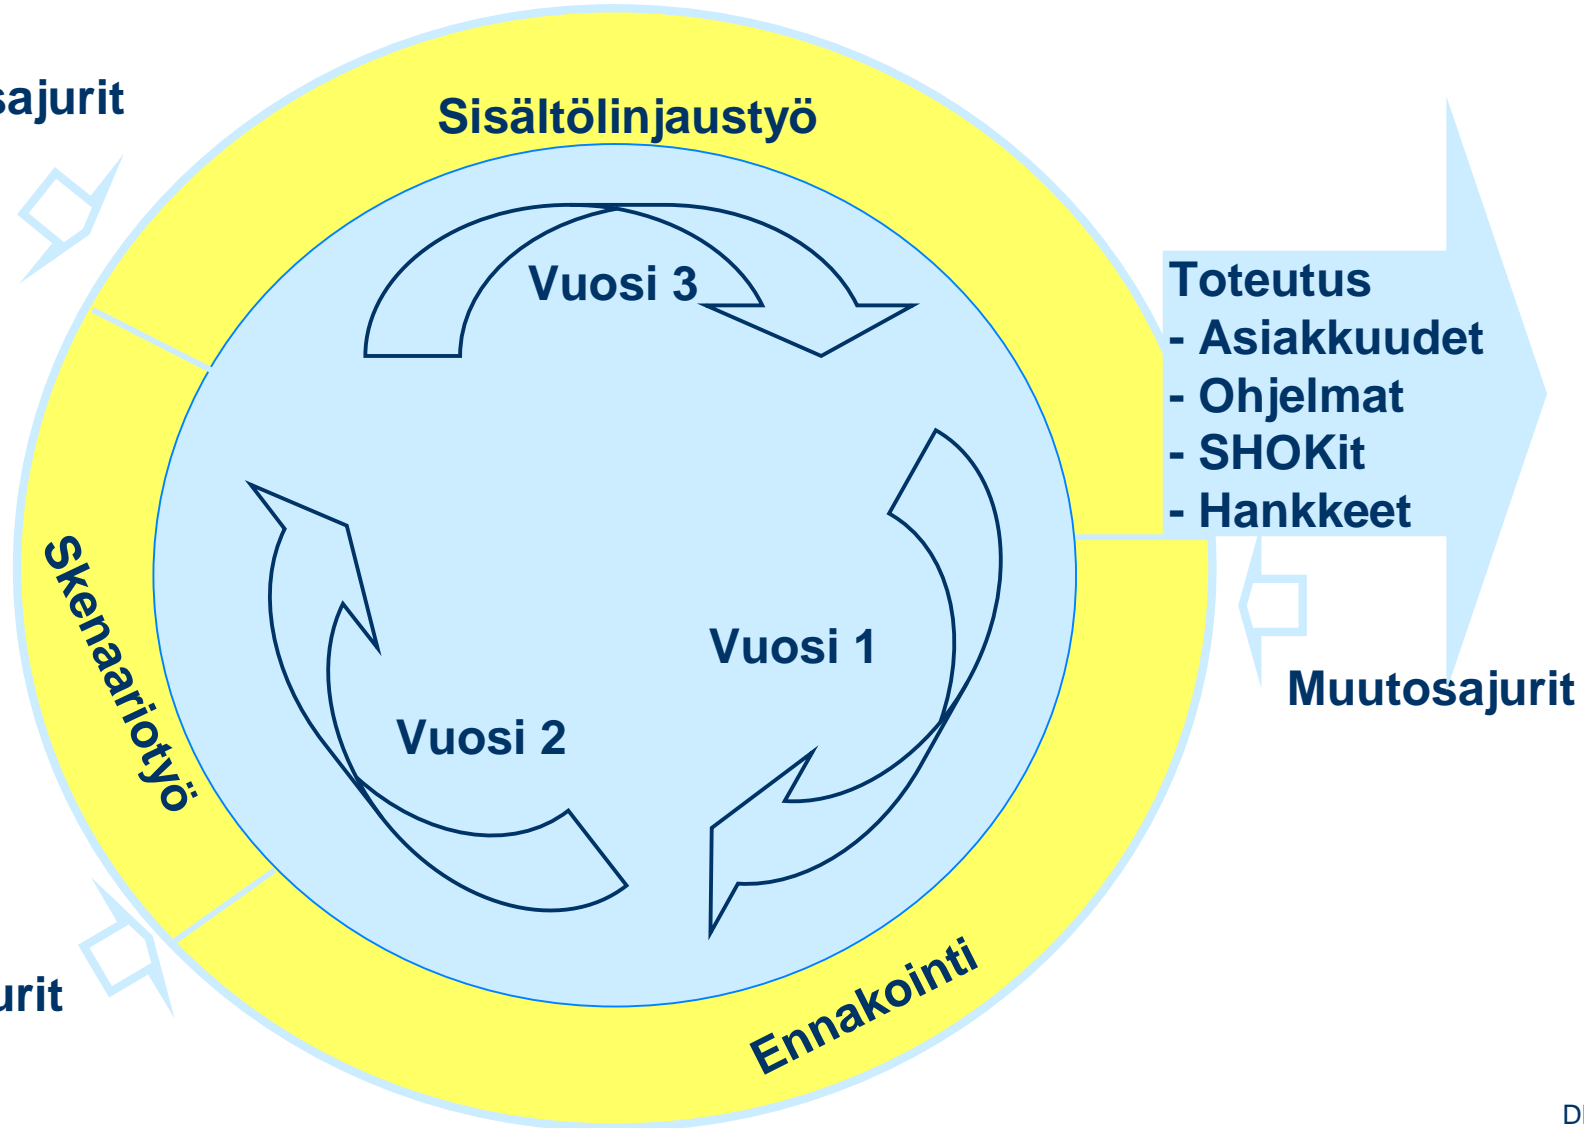 sajurit
Sisältölinjaustyö
Vuosi 3
Toteutus
- Asiakkuudet
- Ohjelmat
- SHOKit
- Hankkeet
Skenaariotyö
Vuosi 1
Muutosajurit
Vuosi 2
urit
Ennakointi